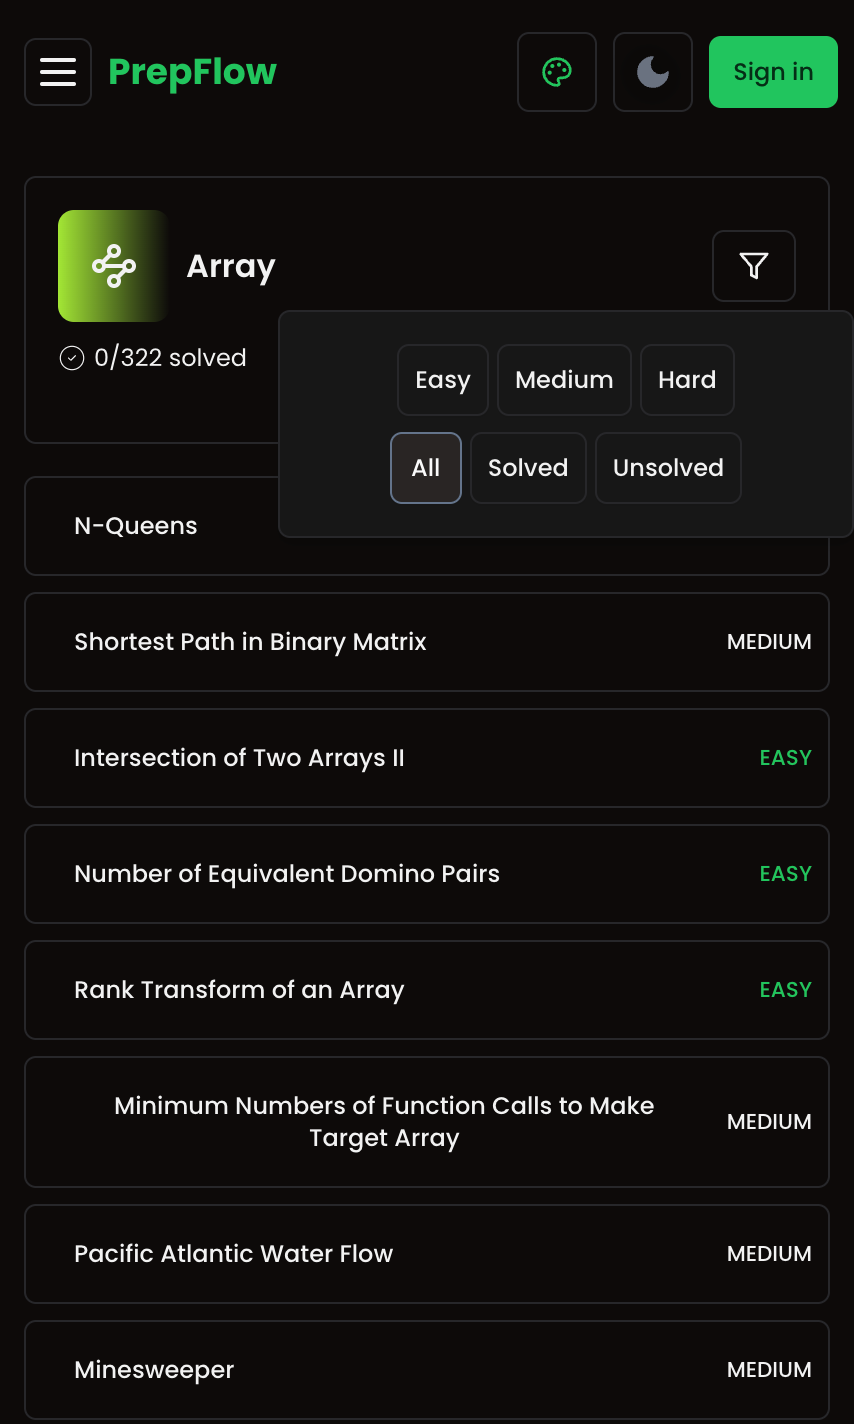 PrepFlow
Sign in
Array
0/322 solved
Easy Medium Hard
All Solved Unsolved
N-Queens
Shortest Path in Binary Matrix MEDIUM
Intersection of Two Arrays II EASY
Number of Equivalent Domino Pairs EASY
Rank Transform of an Array EASY
Minimum Numbers of Function Calls to Make
Target Array
MEDIUM
Pacific Atlantic Water Flow MEDIUM
Minesweeper MEDIUM